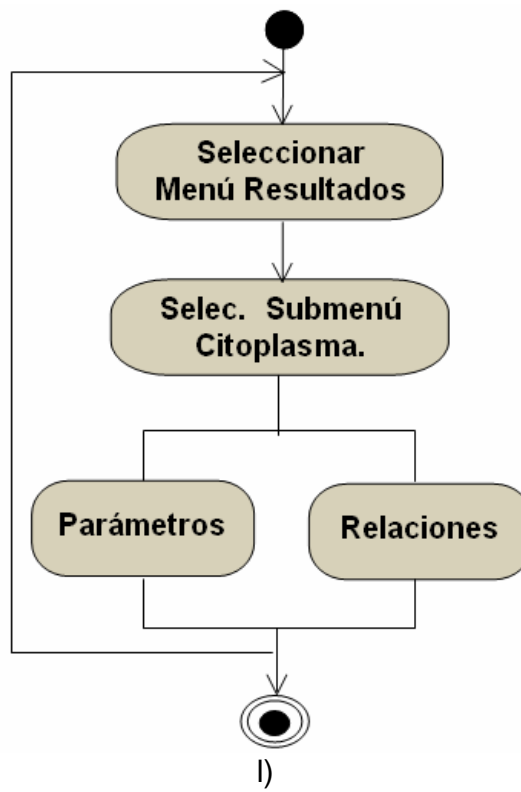 Seleccionar
Menú Resultados
Selec. Submenú
Citoplasma.
Parámetros
Relaciones
l)